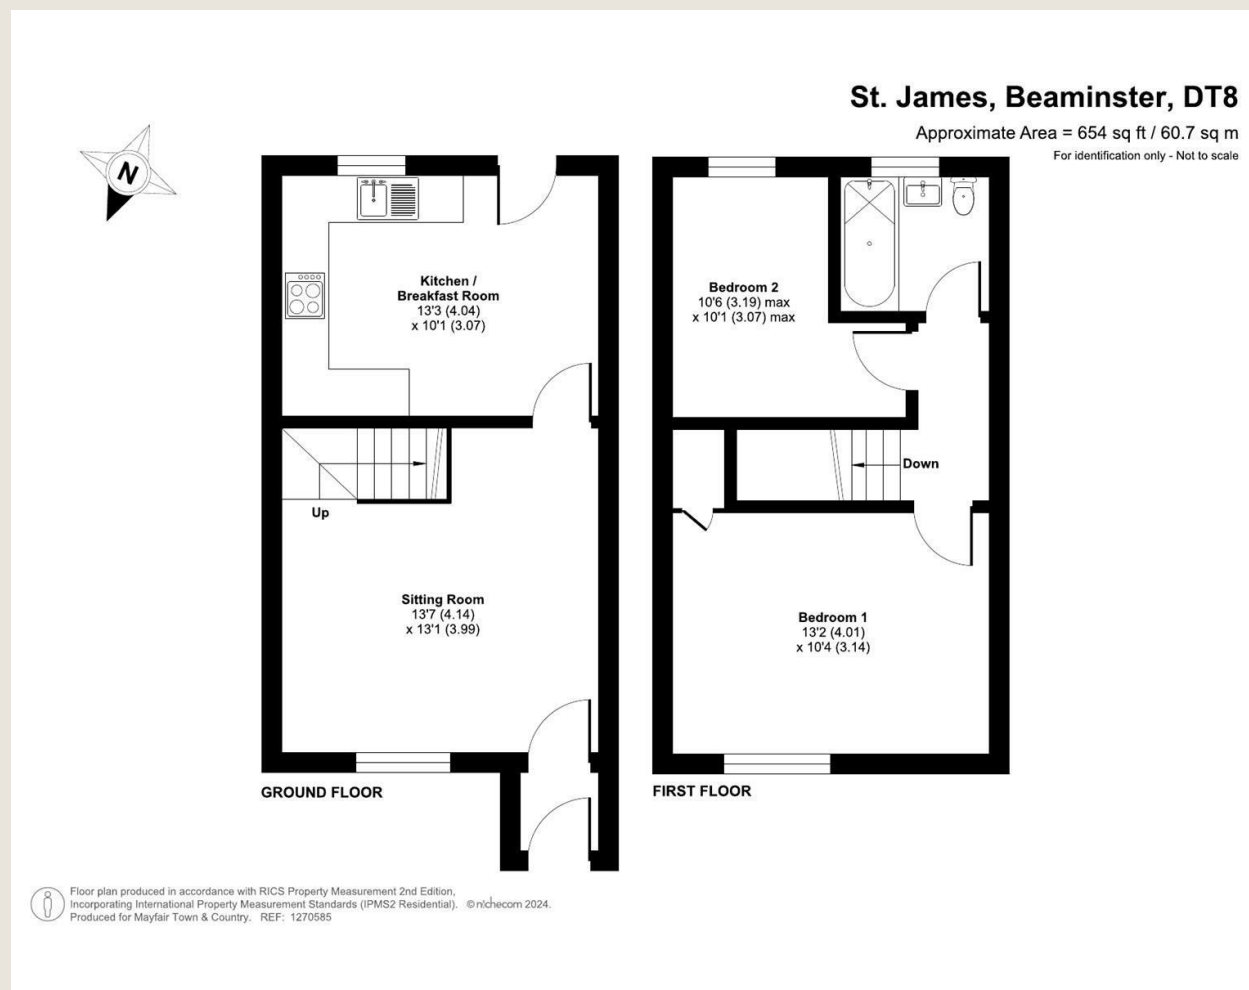 St. James, Beaminster, DT8
Approximate Area = 654 sq ft / 60.7 sq m
For identification only - Not to scale
N
Kitchen /
Breakfast Room
13'3 (4.04)
x 10'1 (3.07)
Up
Sitting Room
13'7 (4.14)
x 13'1 (3.99)
GROUND FLOOR
Bedroom 2
10'6 (3.19) max
x 10'1 (3.07) max
Down
Bedroom 1
13'2 (4.01)
x 10'4 (3.14)
FIRST FLOOR
Floor plan produced in accordance with RICS Property Measurement 2nd Edition,
Incorporating International Property Measurement Standards (IPMS2 Residential). © nichecom 2024.
Produced for Mayfair Town & Country. REF: 1270585